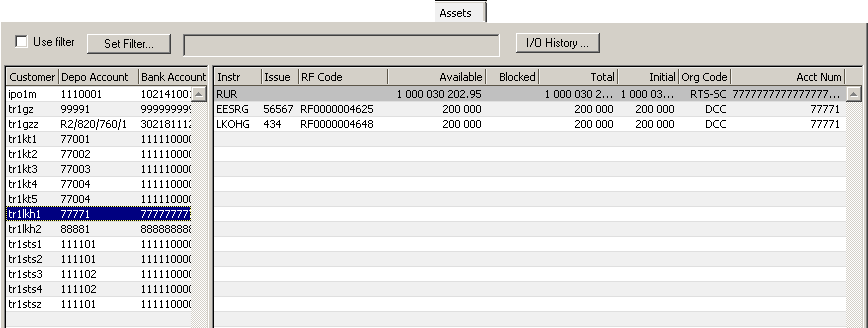 Assets
Use filter Set Filter... I/O History ...
Customer Depo Account Bank Account Instr Issue RF Code Available Blocked Total Initial Org Code Acct Num
ipo1m 1110001 102141001 RUR 1 000 030 202.95 1 000 030 2... 1 000 03... RTS-SC 77777777777777777...
tr1gz 99991 999999999 EESRG 56567 RF0000004625 200 000 200 000 200 000 DCC 77771
tr1gzz R2/820/760/1 302181112 LKOHG 434 RF0000004648 200 000 200 000 200 000 DCC 77771
tr1kt1 77001 111110000
tr1kt2 77002 111110000
tr1kt3 77003 111110000
tr1kt4 77004 111110000
tr1kt5 77004 111110000
tr1lkh1 77771 777777777
tr1lkh2 88881 888888888
tr1sts1 111101 111110000
tr1sts2 111101 111110000
tr1sts3 111102 111110000
tr1sts4 111102 111110000
tr1stsz 111101 111110000